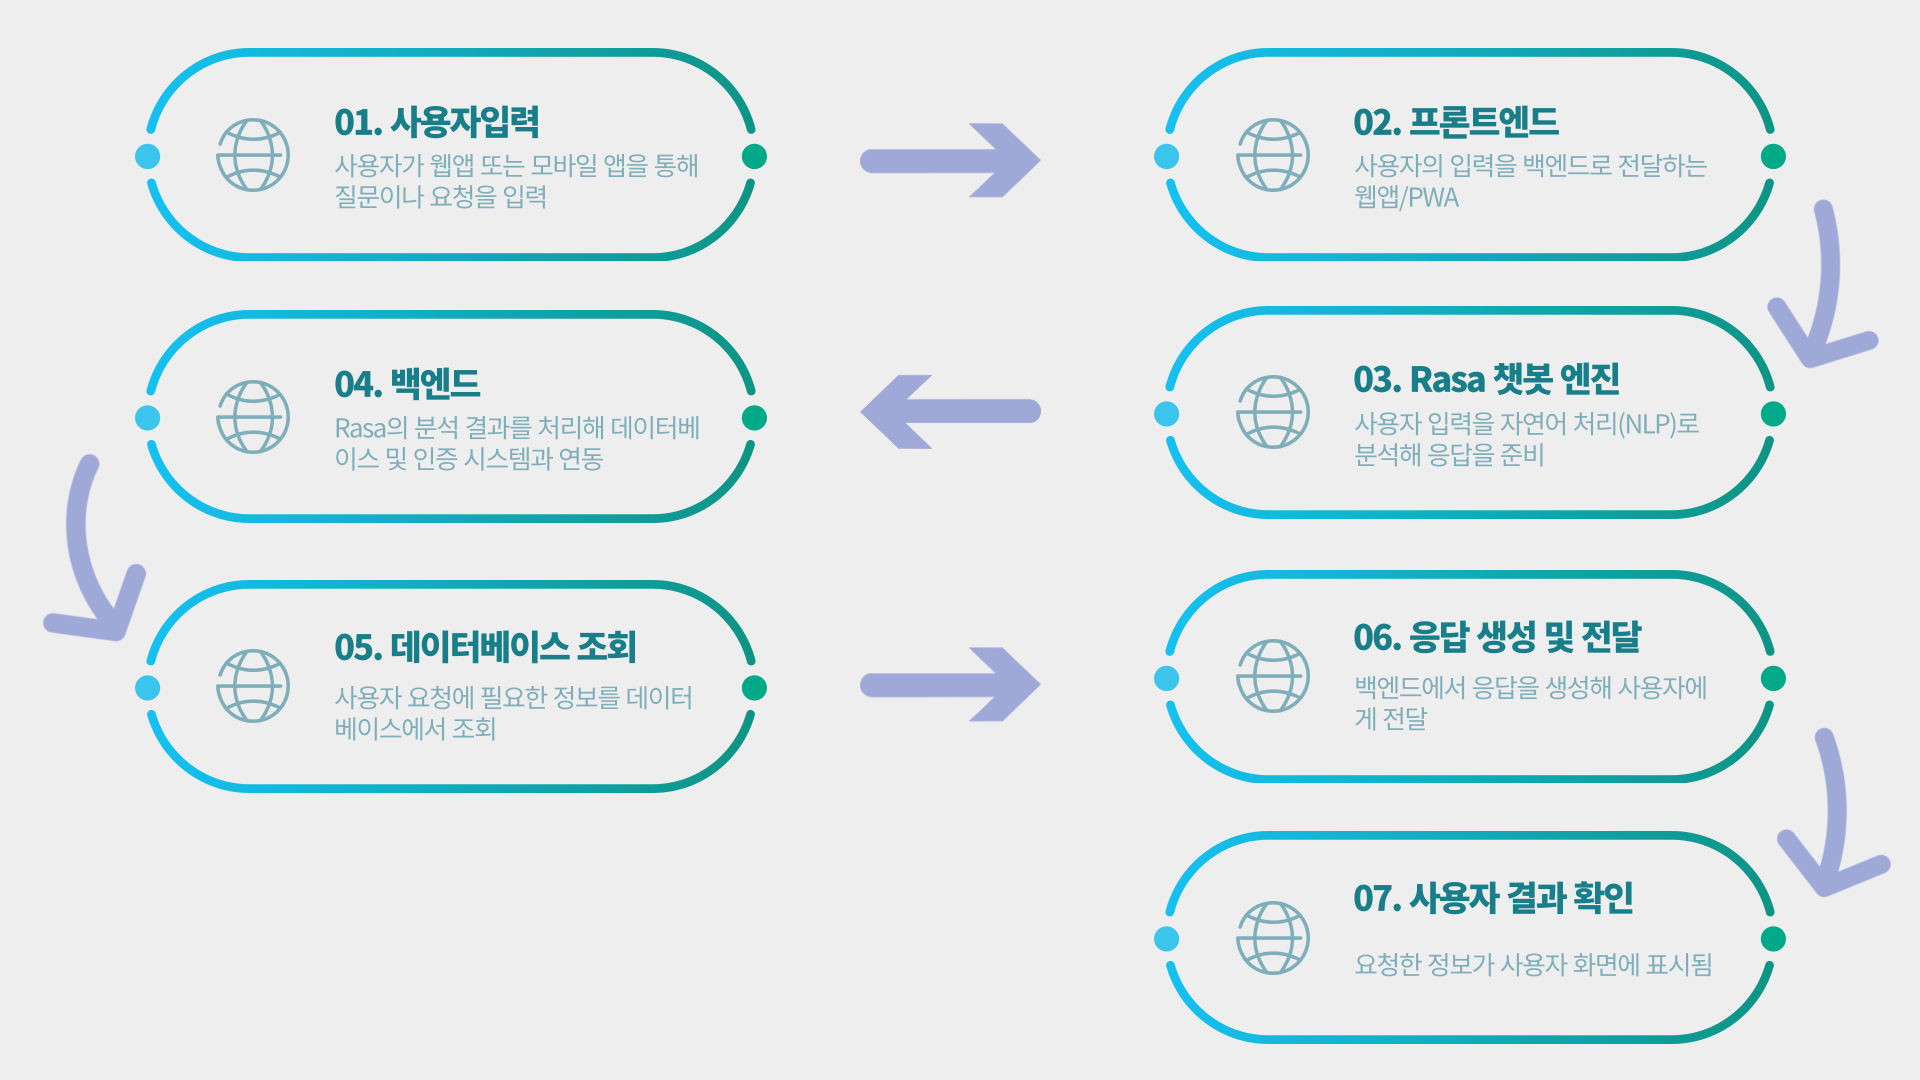 01. 사용자입력
사용자가 웹앱 또는 모바일 앱을 통해
질문이나 요청을 입력
02. 프론트엔드
사용자의 입력을 백엔드로 전달하는
웹앱/PWA
03. Rasa 챗봇 엔진
사용자 입력을 자연어 처리(NLP)로
분석해 응답을 준비
04. 백엔드
Rasa의 분석 결과를 처리해 데이터베
이스 및 인증 시스템과 연동
05. 데이터베이스 조회
사용자 요청에 필요한 정보를 데이터
베이스에서 조회
06. 응답 생성 및 전달
백엔드에서 응답을 생성해 사용자에
게 전달
07. 사용자 결과 확인
요청한 정보가 사용자 화면에 표시됨